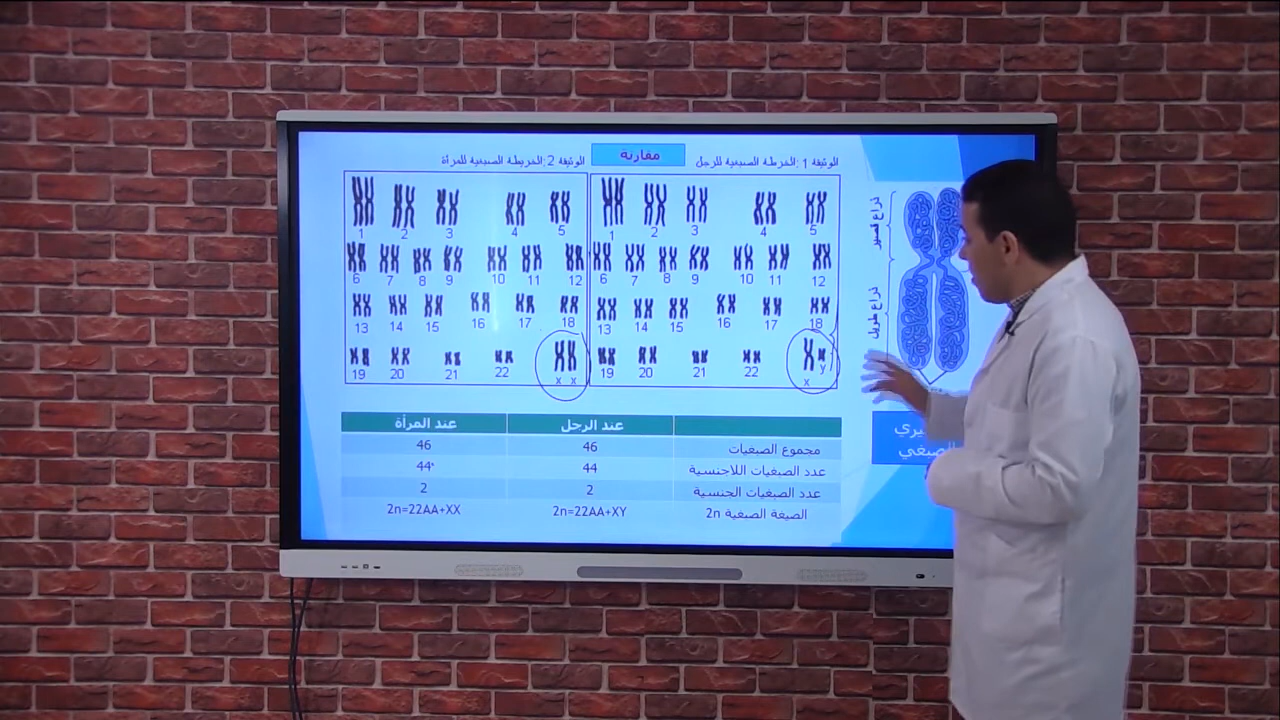 مقارنة
الوثيقة 1 :الخرطة الصبغية للرجل
الوثيقة 2:الخريطة الصبغية للمرأة
1 2 3 4 5
6 7 8 9 10 11 12
13 14 15 16 17 18
19 20 21 22 x y
1 2 3 4 5
6 7 8 9 10 11 12
13 14 15 16 17 18
19 20 21 22 x x
ذراع قصير
ذراع طويل
عند الرجل عند المرأة
مجموع الصبغيات 46 46
عدد الصبغيات اللاجنسية 44 44
عدد الصبغيات الجنسية 2 2
الصيغة الصبغية 2n 2n=22AA+XY 2n=22AA+XX